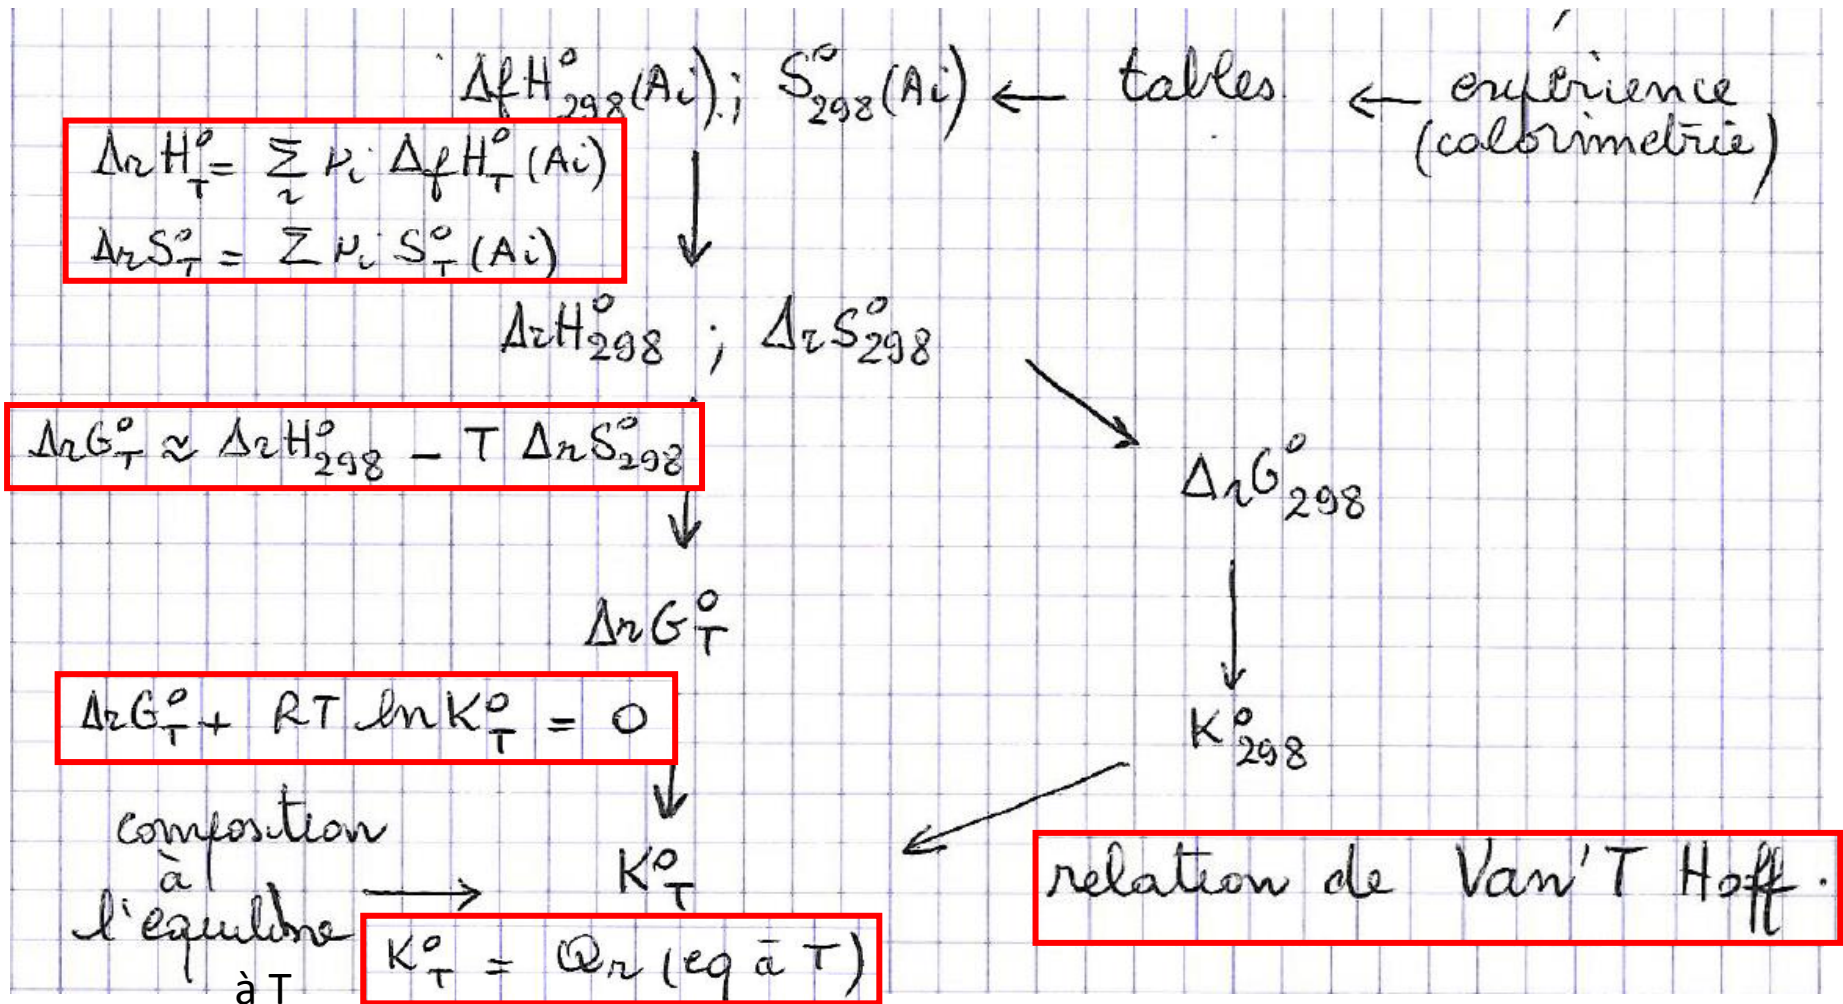 ΔfH°298(Ai) ; S°298(Ai) ← tables ← expérience
(calorimétrie)
ΔrH°T = Σi νi ΔfH°T (Ai)
ΔrS°T = Σ νi S°T (Ai)
ΔrH°298 ; ΔrS°298
ΔrG°T ≈ ΔrH°298 - T ΔrS°298
ΔrG°298
ΔrG°T
ΔrG°T + RT ln K°T = 0
K°298
composition
à
l'équilibre
à T
K°T
K°T = Qr (eq à T)
relation de Van'T Hoff.